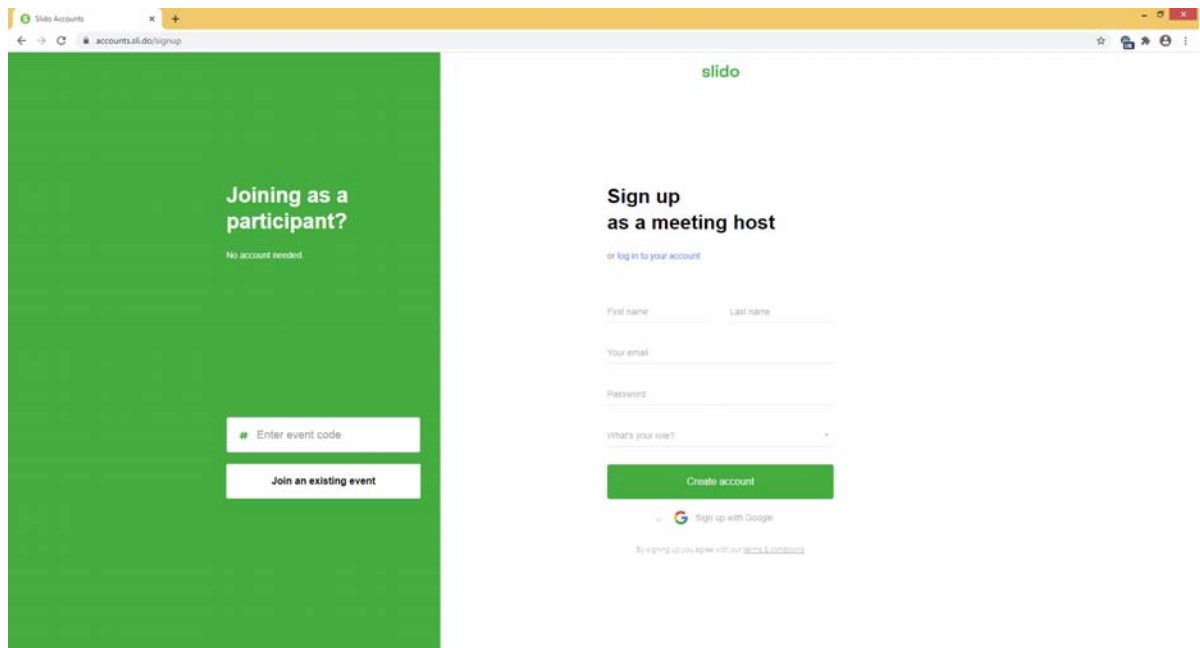 Slido Accounts
accounts.sli.do/signup
slido
Joining as a
participant?
No account needed.
# Enter event code
Join an existing event
Sign up
as a meeting host
or log in to your account
First name Last name
Your email
Password
What's your role?
Create account
Sign up with Google
By signing up you agree with our terms & conditions